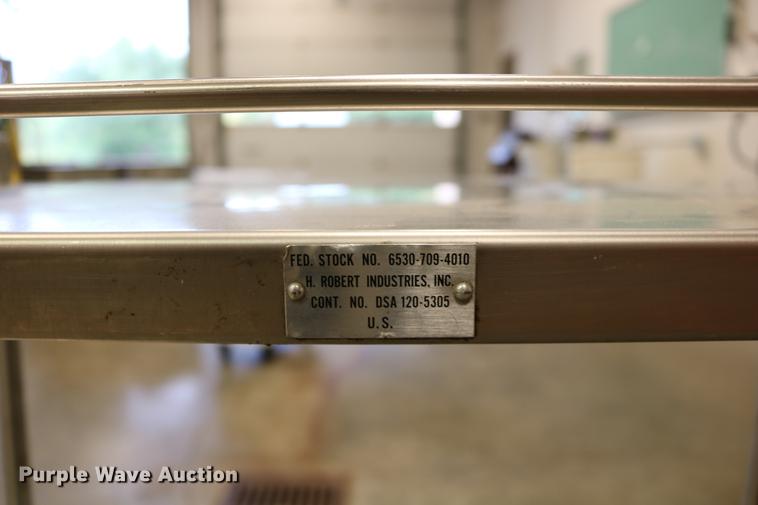 FED. STOCK NO. 6530-709-4010
H. ROBERT INDUSTRIES, INC.
CONT. NO. DSA 120-5305
U.S.
Purple Wave Auction